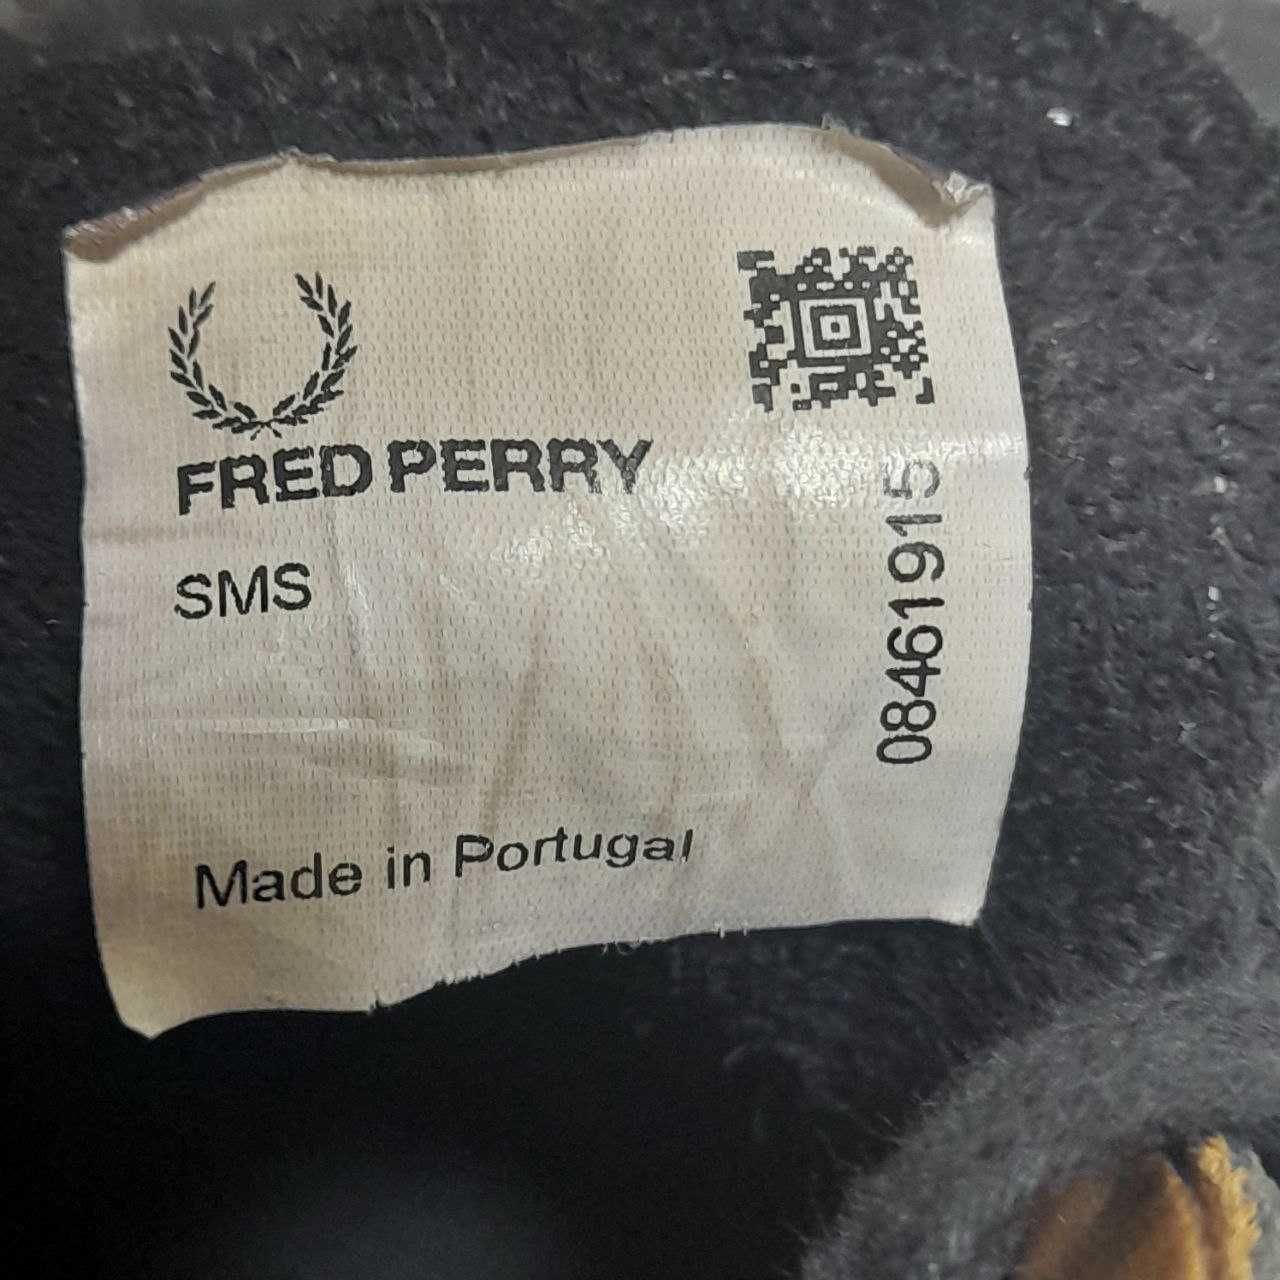 FRED PERRY
SMS
08461915
Made in Portugal